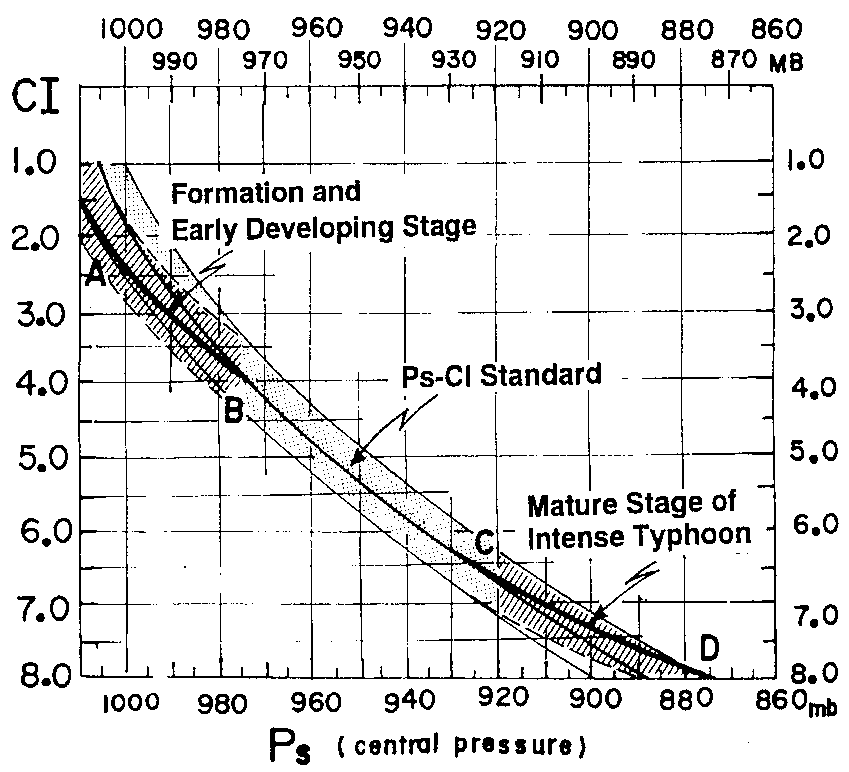 1000 980 960 940 920 900 880 860
990 970 950 930 910 890 870 MB
CI
1.0 1.0
Formation and
Early Developing Stage
2.0 2.0
A
3.0 3.0
Ps-CI Standard
4.0 4.0
B
5.0 5.0
Mature Stage of
Intense Typhoon
6.0 6.0
C
7.0 7.0
D
8.0 8.0
1000 980 960 940 920 900 880 860 mb
Ps (central pressure)